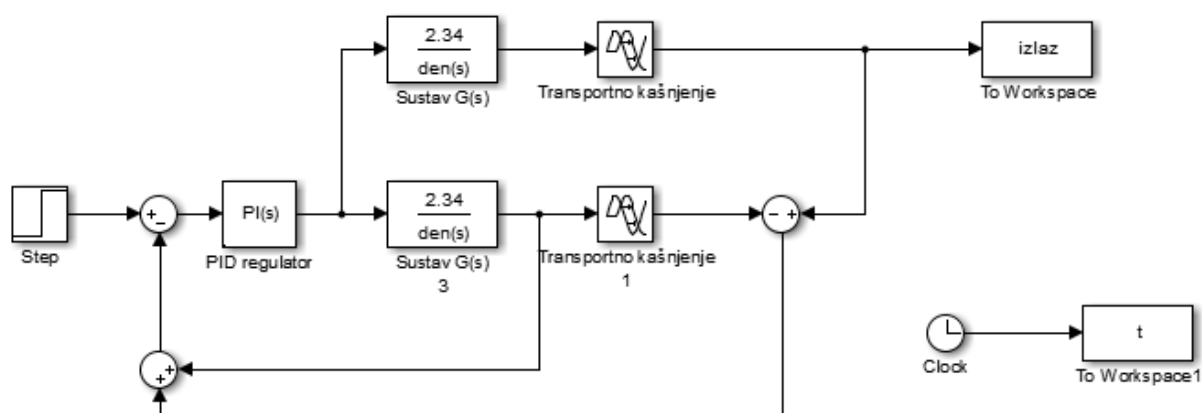 2.34
den(s)
Sustav G(s)
Transportno kašnjenje
izlaz
To Workspace
Step
+
-
PI(s)
PID regulator
2.34
den(s)
Sustav G(s)
3
Transportno kašnjenje
1
- +
Clock
t
To Workspace1
+
+